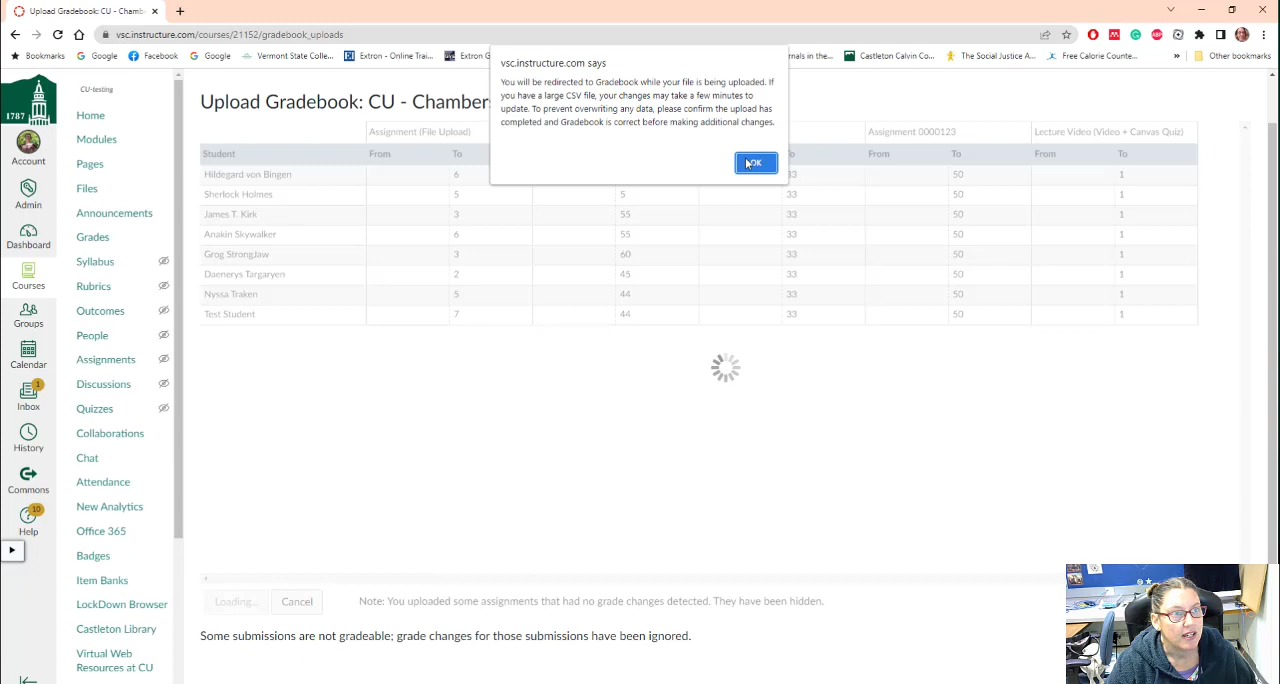 Upload Gradebook: CU - Chamb
vsc.instructure.com/courses/21152/gradebook_uploads
Bookmarks
Google
Facebook
Google
Vermont State Colle...
Extron - Online Trai...
Extron G
rnals in the...
Castleton Calvin Co...
The Social Justice A...
Free Calorie Counte...
»
Other bookmarks
vsc.instructure.com says
You will be redirected to Gradebook while your file is being uploaded. If
you have a large CSV file, your changes may take a few minutes to
update. To prevent overwriting any data, please confirm the upload has
completed and Gradebook is correct before making additional changes.
OK
1787
Account
Admin
Dashboard
Courses
Groups
Calendar
1
Inbox
History
Commons
10
Help
CU-testing
Home
Modules
Pages
Files
Announcements
Grades
Syllabus
Rubrics
Outcomes
People
Assignments
Discussions
Quizzes
Collaborations
Chat
Attendance
New Analytics
Office 365
Badges
Item Banks
LockDown Browser
Castleton Library
Virtual Web
Resources at CU
Upload Gradebook: CU - Chambers
Assignment (File Upload) Assignment 0000123 Lecture Video (Video + Canvas Quiz)
Student From To To From To From To
Hildegard von Bingen 6 33 50 1
Sherlock Holmes 5 5 33 50 1
James T. Kirk 3 55 33 50 1
Anakin Skywalker 6 55 33 50 1
Grog StrongJaw 3 60 33 50 1
Daenerys Targaryen 2 45 33 50 1
Nyssa Traken 5 44 33 50 1
Test Student 7 44 33 50 1
Loading... Cancel Note: You uploaded some assignments that had no grade changes detected. They have been hidden.
Some submissions are not gradeable; grade changes for those submissions have been ignored.